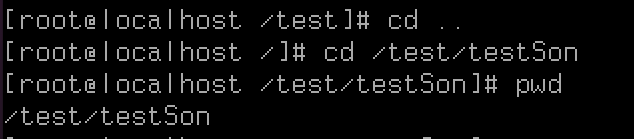 [root@localhost /test]# cd ..
[root@localhost /]# cd /test/testSon
[root@localhost /test/testSon]# pwd
/test/testSon